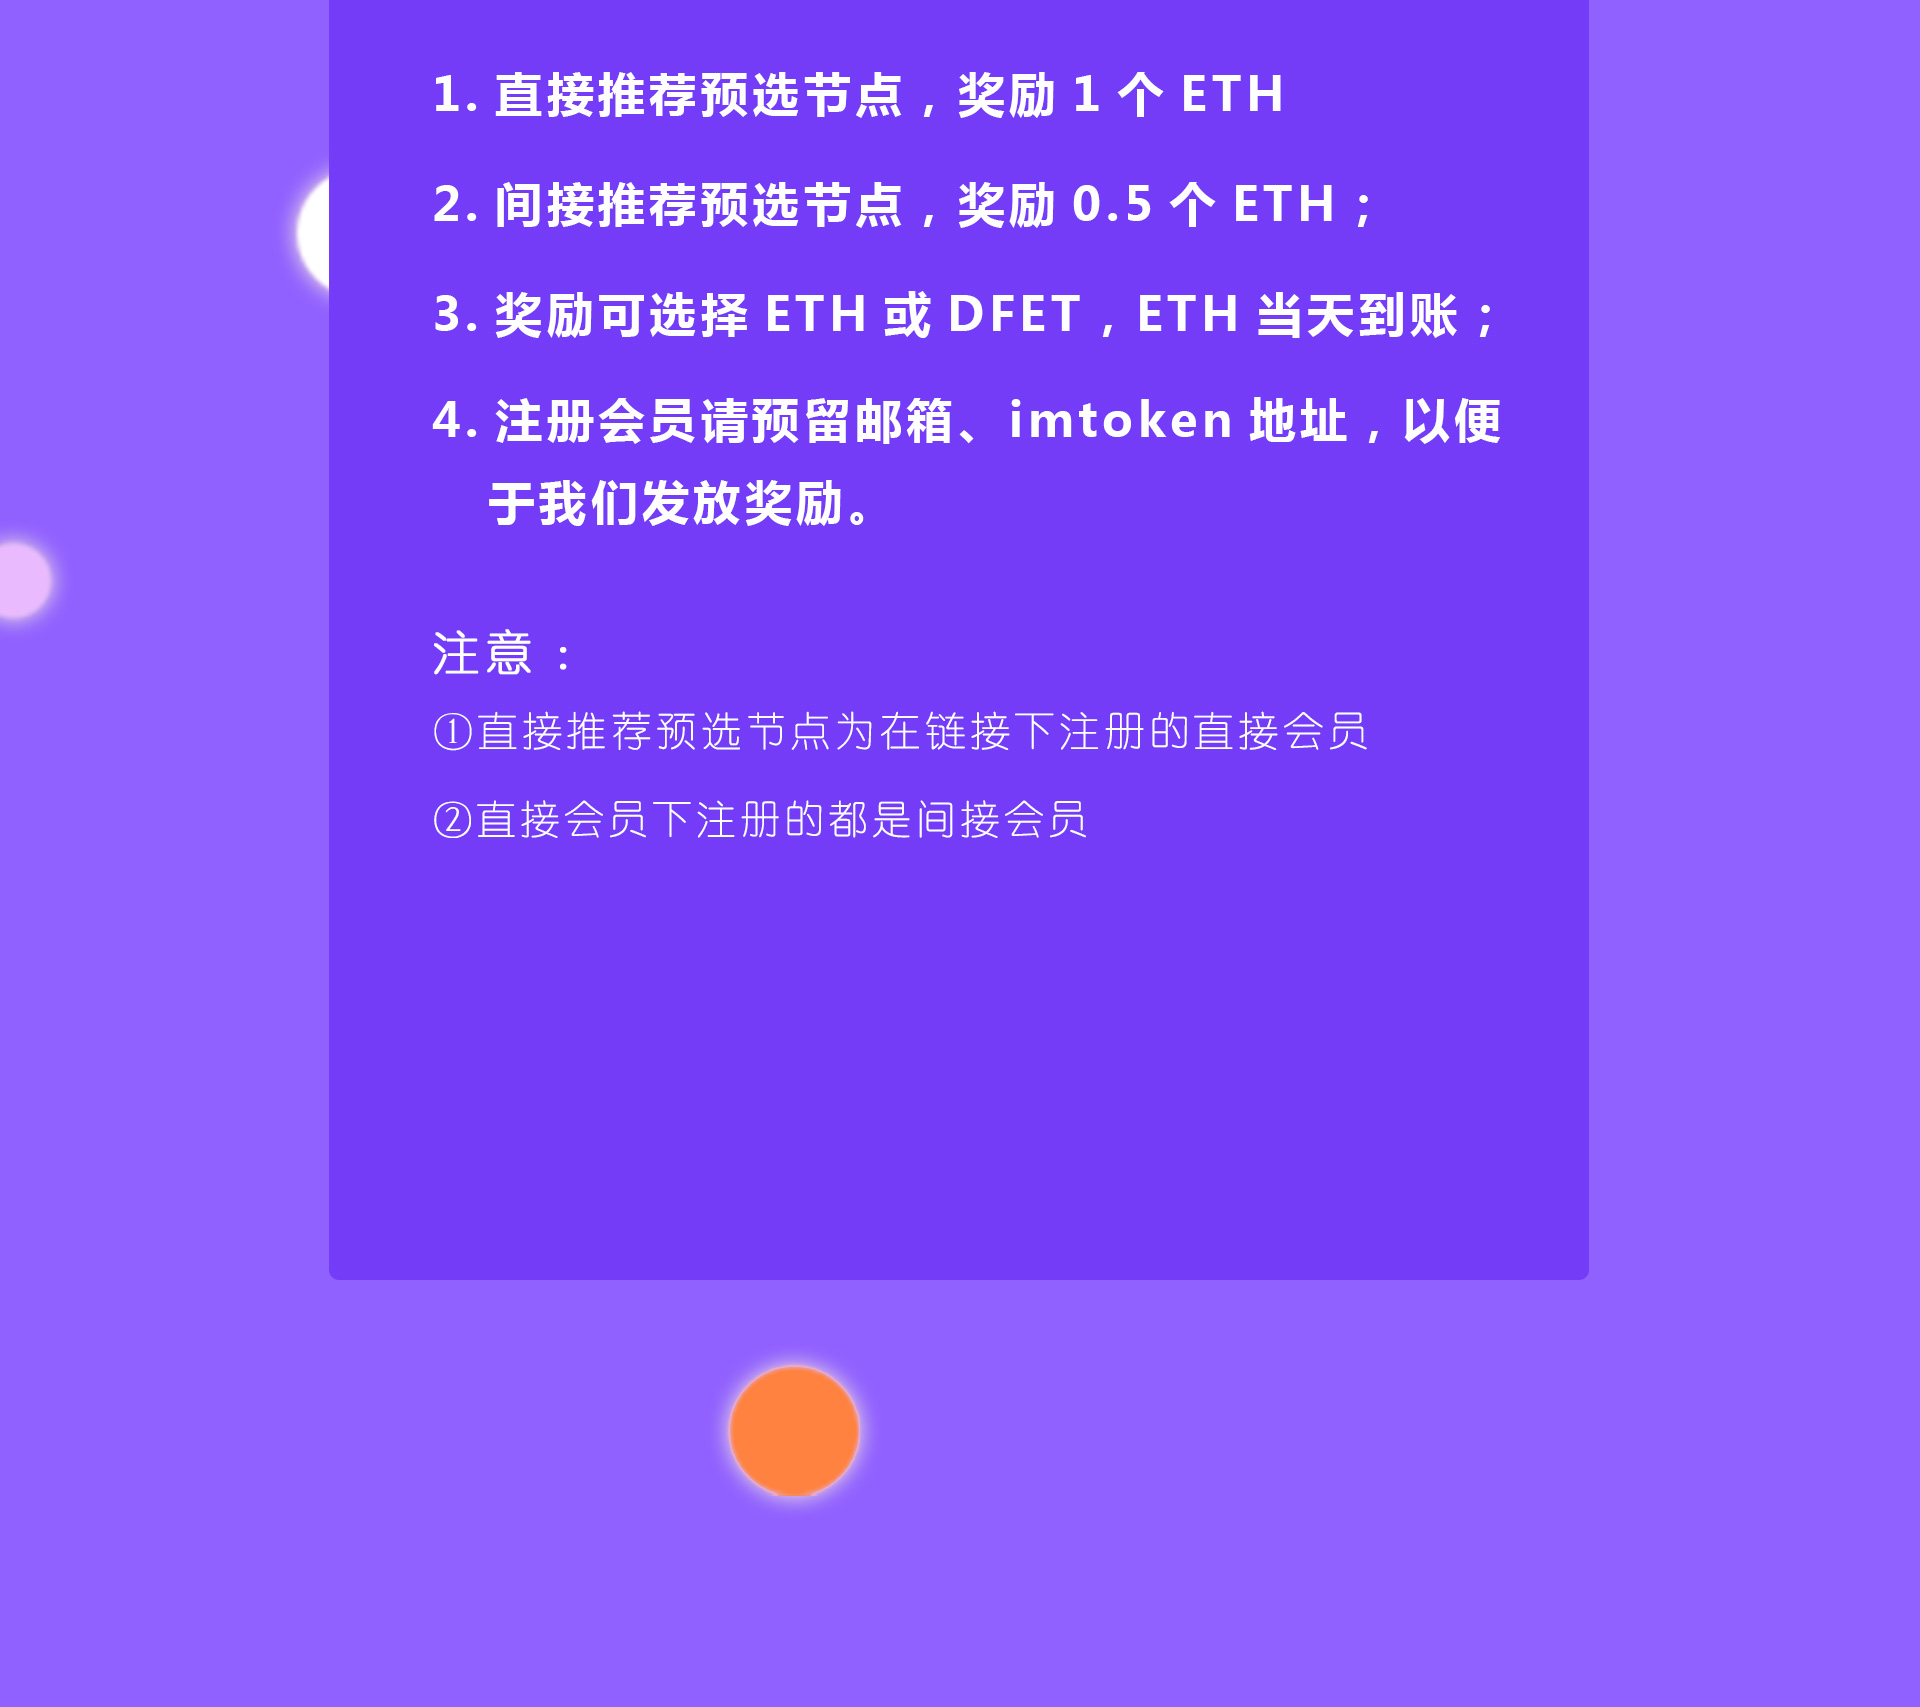 1. 直接推荐预选节点，奖励 1 个 ETH
2. 间接推荐预选节点，奖励 0.5 个 ETH；
3. 奖励可选择 ETH 或 DFET，ETH 当天到账；
4. 注册会员请预留邮箱、imtoken 地址，以便
于我们发放奖励。
注意：
①直接推荐预选节点为在链接下注册的直接会员
②直接会员下注册的都是间接会员